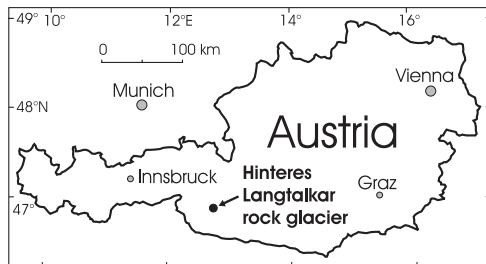 49° 10° 12°E 14° 16°
0 100 km
Munich
Vienna
48°N
Austria
Innsbruck
Hinteres
Langtalkar
rock glacier
Graz
47°